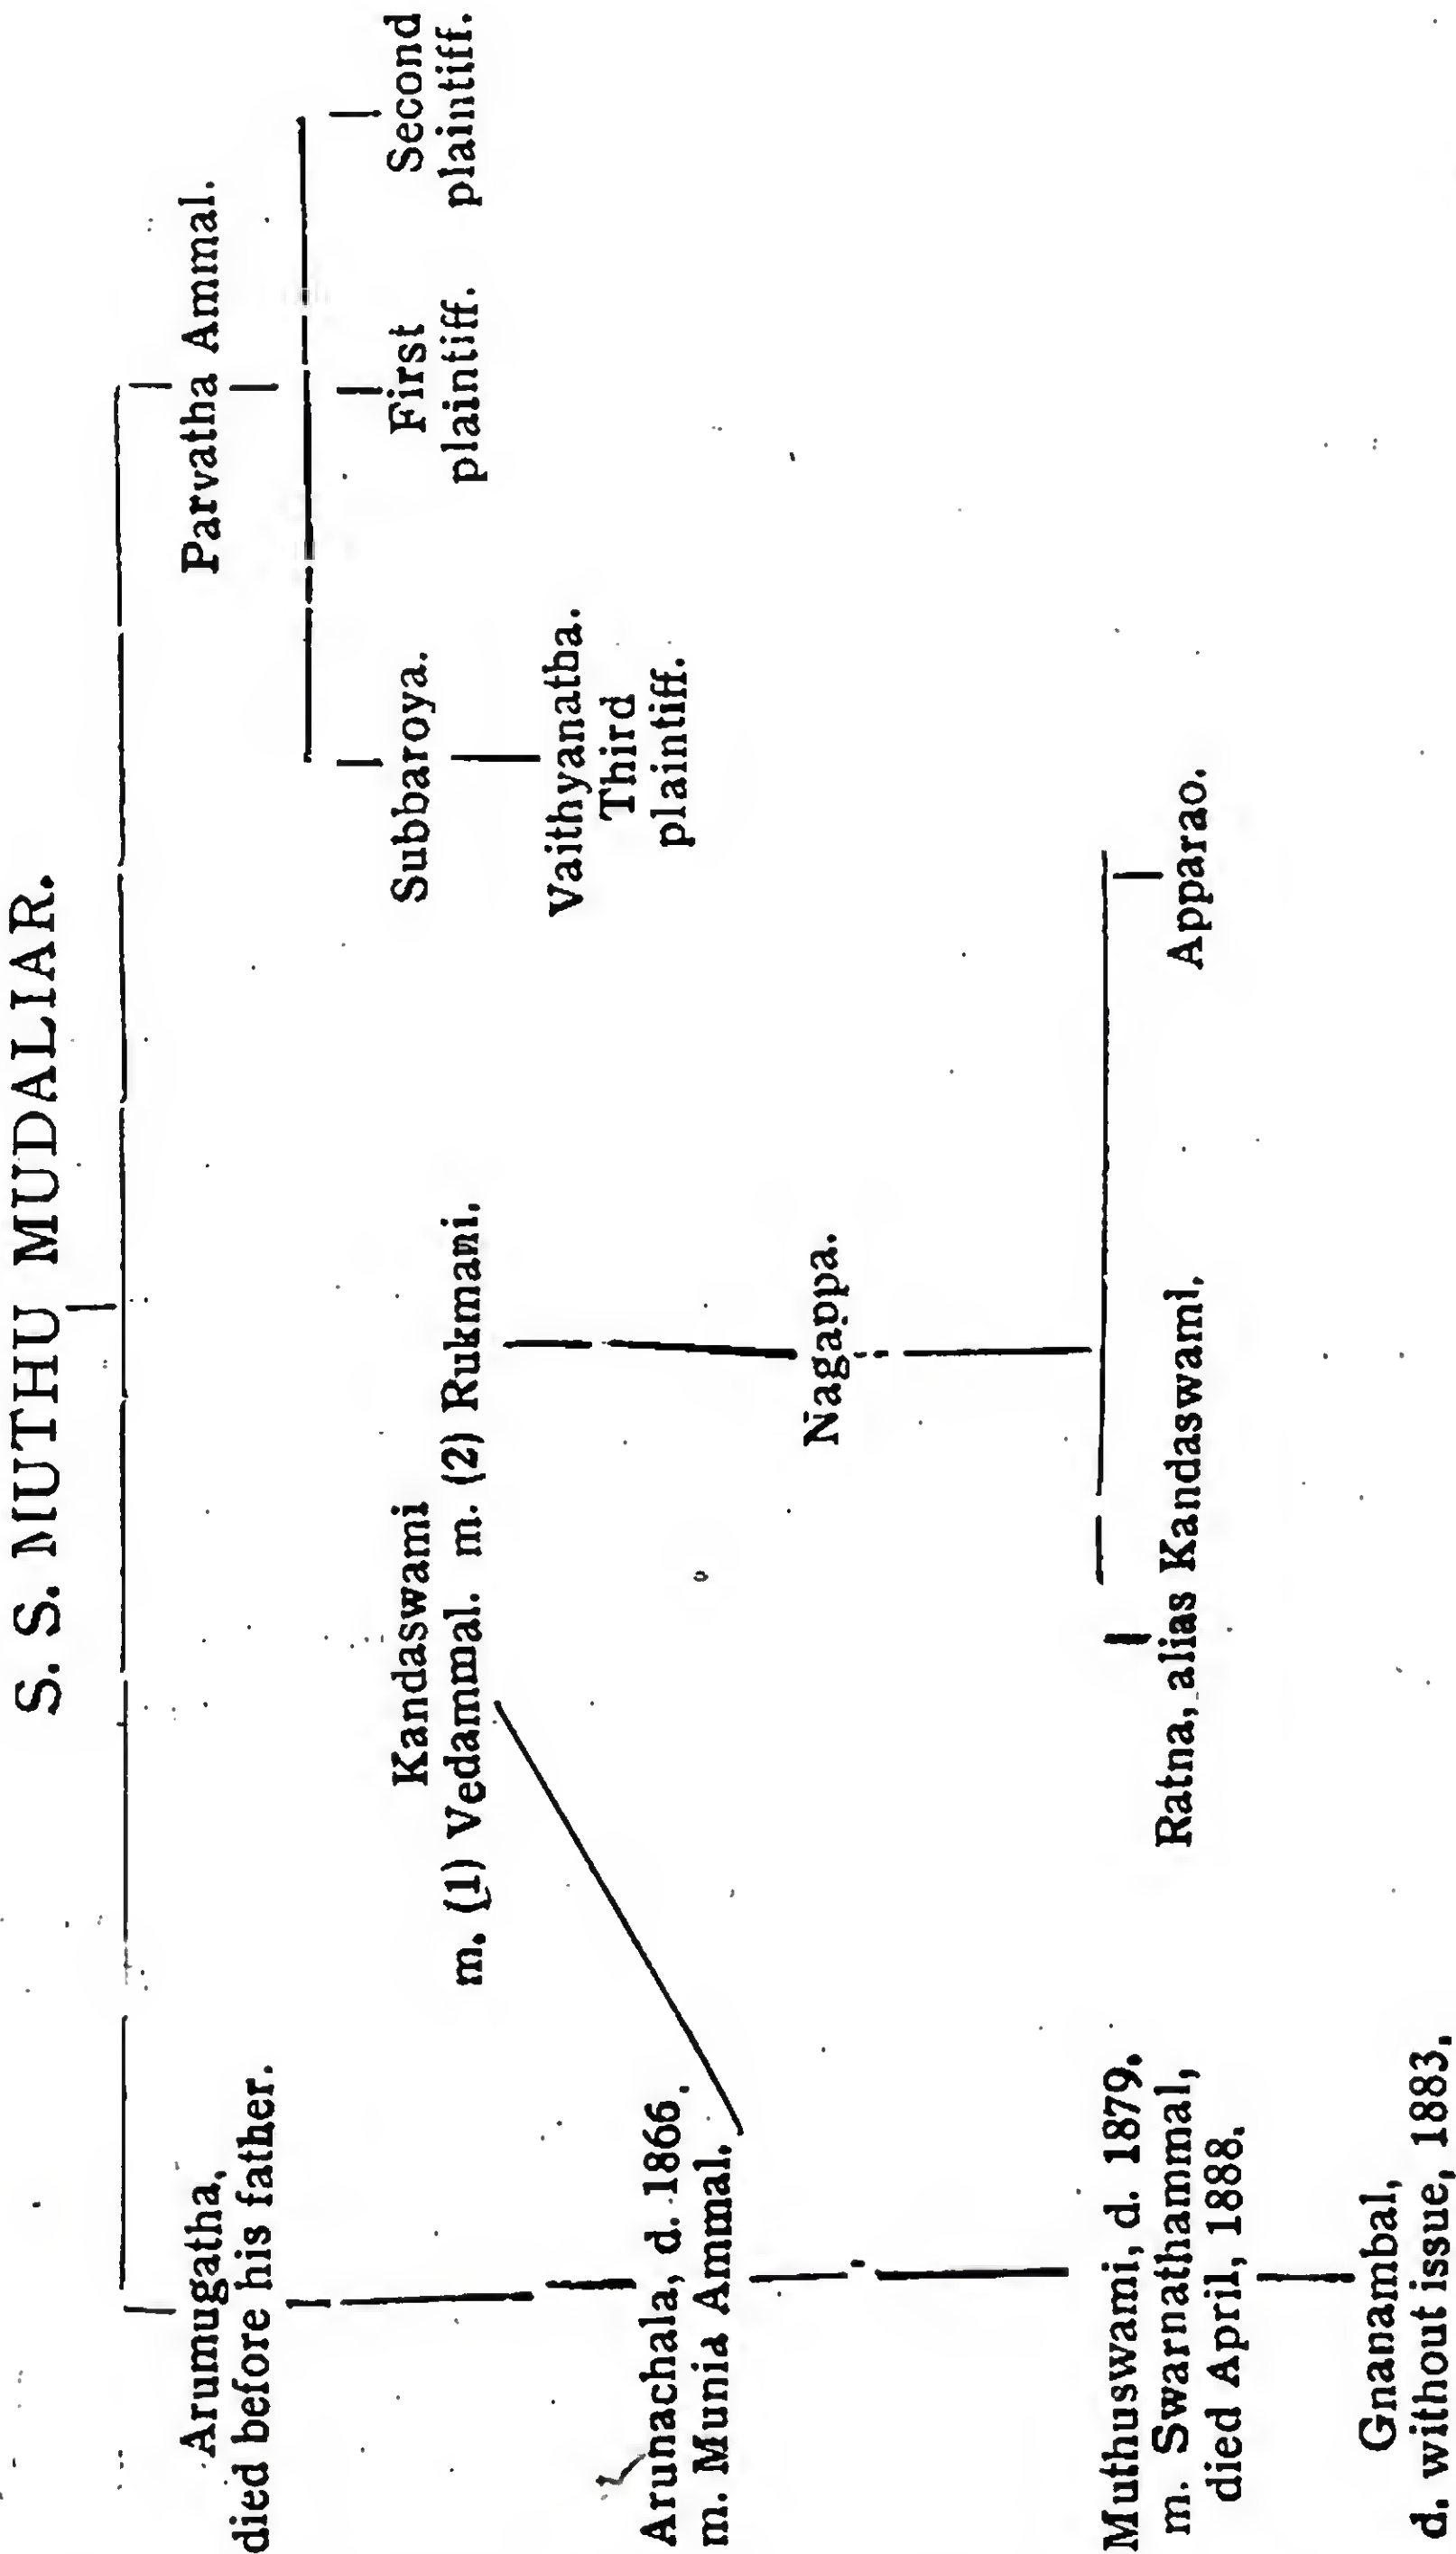 S. S. MUTHU MUDALIAR.
Arumugatha,
died before his father.
Parvatha Ammal.
Kandaswami
m. (1) Vedammal. m. (2) Rukmani.
Subbaroya.
First
plaintiff.
Second
plaintiff.
Vaithyanatha.
Third
plaintiff.
Arunachala, d. 1866.
m. Munia Ammal.
Nagappa.
Muthuswami, d. 1879.
m. Swarnathammal,
died April, 1888.
Ratna, alias Kandaswami.
Apparao.
Gnanambal,
d. without issue, 1883.